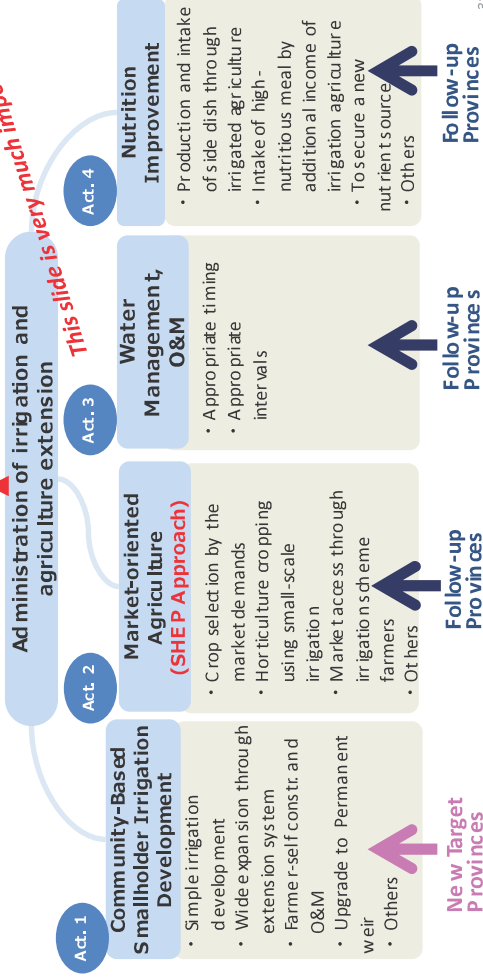 This slide is very much
Administration of irrigation and
agriculture extension
Act. 1
Community-Based
Smallholder Irrigation
Development
• Simple irrigation
development
• Wide expansion through
extension system
• Farmer-self constr. and
O&M
• Upgrade to Permanent
weir
• Others
New Target
Provinces
Act. 2
Market-oriented
Agriculture
(SHEP Approach)
• Crop selection by the
market demands
• Horticulture cropping
using small-scale
irrigation
• Market access through
irrigation scheme
farmers
• Others
Follow-up
Provinces
Act. 3
Water
Management,
O&M
• Appropriate timing
• Appropriate
intervals
Follow-up
Provinces
Act. 4
Nutrition
Improvement
• Production and intake
of side dish through
irrigated agriculture
• Intake of high-
nutritious meal by
additional income of
irrigation agriculture
• To secure a new
nutrient source
• Others
Follow-up
Provinces